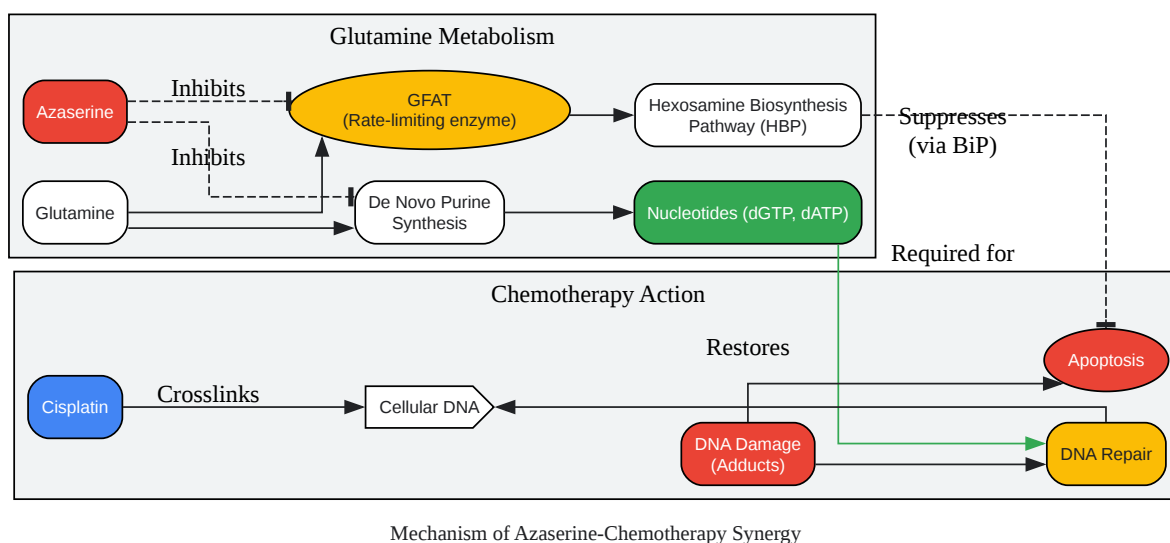 Glutamine Metabolism
Azaserine
Inhibits
Inhibits
GFAT
(Rate-limiting enzyme)
Hexosamine Biosynthesis
Pathway (HBP)
Suppresses
(via BiP)
Glutamine
De Novo Purine
Synthesis
Nucleotides (dGTP, dATP)
Required for
Chemotherapy Action
Restores
Apoptosis
Cisplatin
Crosslinks
Cellular DNA
DNA Damage
(Adducts)
DNA Repair
Mechanism of Azaserine-Chemotherapy Synergy